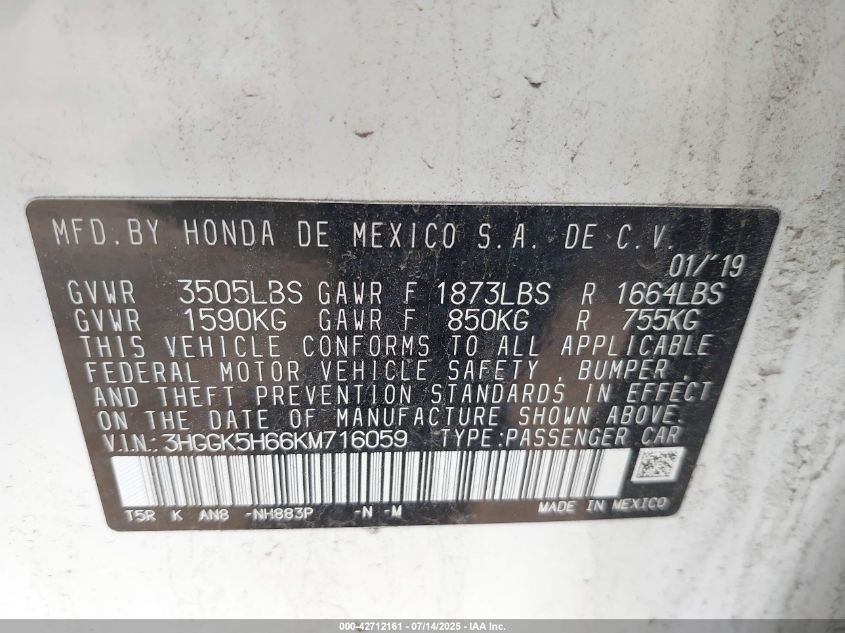 MFD.BY HONDA DE MEXICO S.A. DE C.V.
01/'19
GVWR 3505LBS GAWR F 1873LBS R 1664LBS
GVWR 1590KG GAWR F 850KG R 755KG
THIS VEHICLE CONFORMS TO ALL APPLICABLE
FEDERAL MOTOR VEHICLE SAFETY, BUMPER,
AND THEFT PREVENTION STANDARDS IN EFFECT
ON THE DATE OF MANUFACTURE SHOWN ABOVE.
V.I.N.: 3HGGK5H66KM716059 TYPE:PASSENGER CAR
T5R K AN8 -NH883P -N -M MADE IN MEXICO
000-42712161 - 07/14/2025 - IAA Inc.